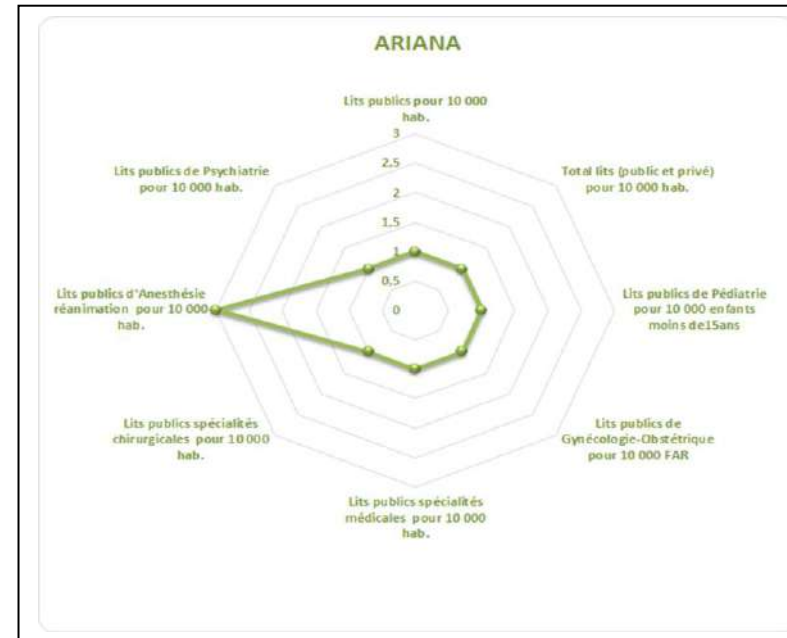 ARIANA
Lits publics pour 10 000
hab.
3
2,5
2
1,5
1
0,5
0
Total lits (public et privé)
pour 10 000 hab.
Lits publics de Pédiatrie
pour 10 000 enfants
moins de15ans
Lits publics de
Gynécologie-Obstétrique
pour 10 000 FAR
Lits publics spécialités
médicales pour 10 000
hab.
Lits publics spécialités
chirurgicales pour 10 000
hab.
Lits publics d'Anesthésie
réanimation pour 10 000
hab.
Lits publics de Psychiatrie
pour 10 000 hab.